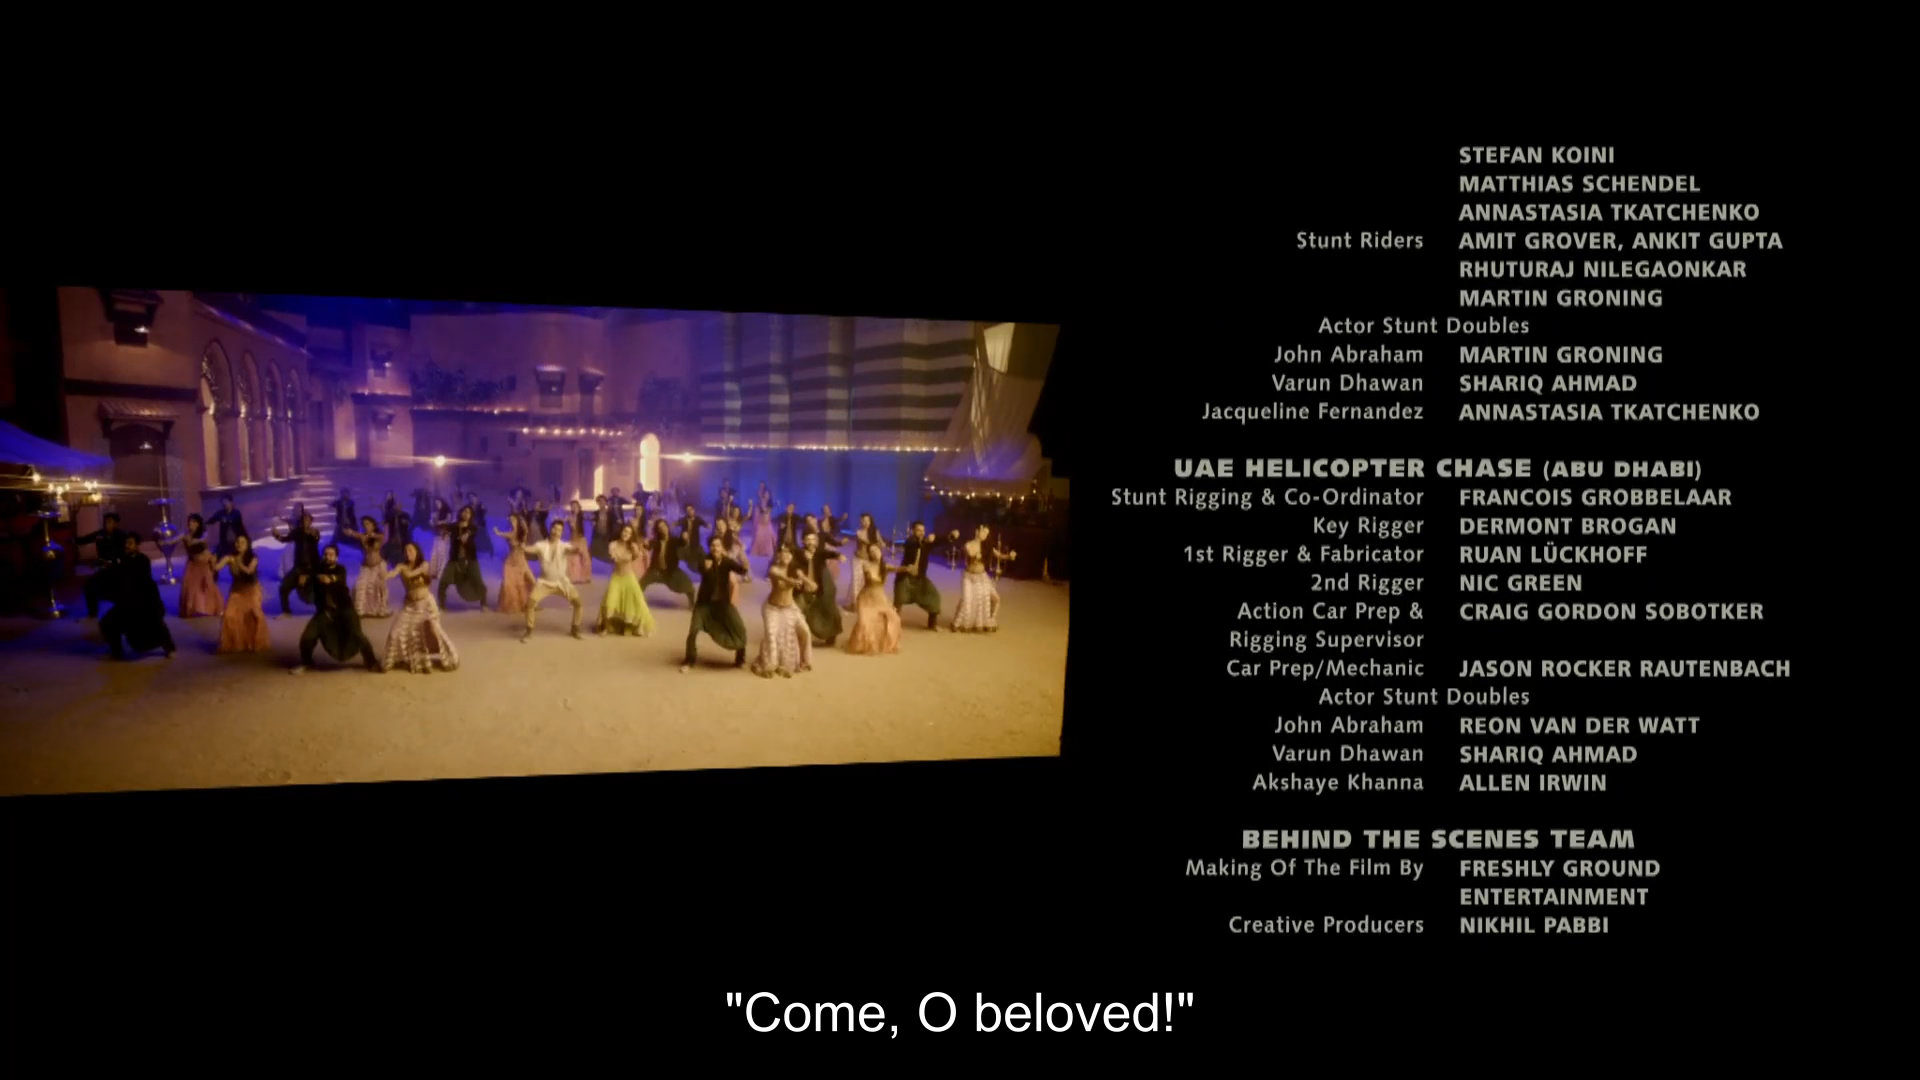 STEFAN KOINI
MATTHIAS SCHENDEL
ANNASTASIA TKATCHENKO
Stunt Riders AMIT GROVER, ANKIT GUPTA
RHUTURAJ NILEGAONKAR
MARTIN GRONING
Actor Stunt Doubles
John Abraham MARTIN GRONING
Varun Dhawan SHARIQ AHMAD
Jacqueline Fernandez ANNASTASIA TKATCHENKO
UAE HELICOPTER CHASE (ABU DHABI)
Stunt Rigging & Co-Ordinator FRANCOIS GROBBELAAR
Key Rigger DERMONT BROGAN
1st Rigger & Fabricator RUAN LÜCKHOFF
2nd Rigger NIC GREEN
Action Car Prep & CRAIG GORDON SOBOTKER
Rigging Supervisor
Car Prep/Mechanic JASON ROCKER RAUTENBACH
Actor Stunt Doubles
John Abraham REON VAN DER WATT
Varun Dhawan SHARIQ AHMAD
Akshaye Khanna ALLEN IRWIN
BEHIND THE SCENES TEAM
Making Of The Film By FRESHLY GROUND
ENTERTAINMENT
Creative Producers NIKHIL PABBI
"Come, O beloved!"